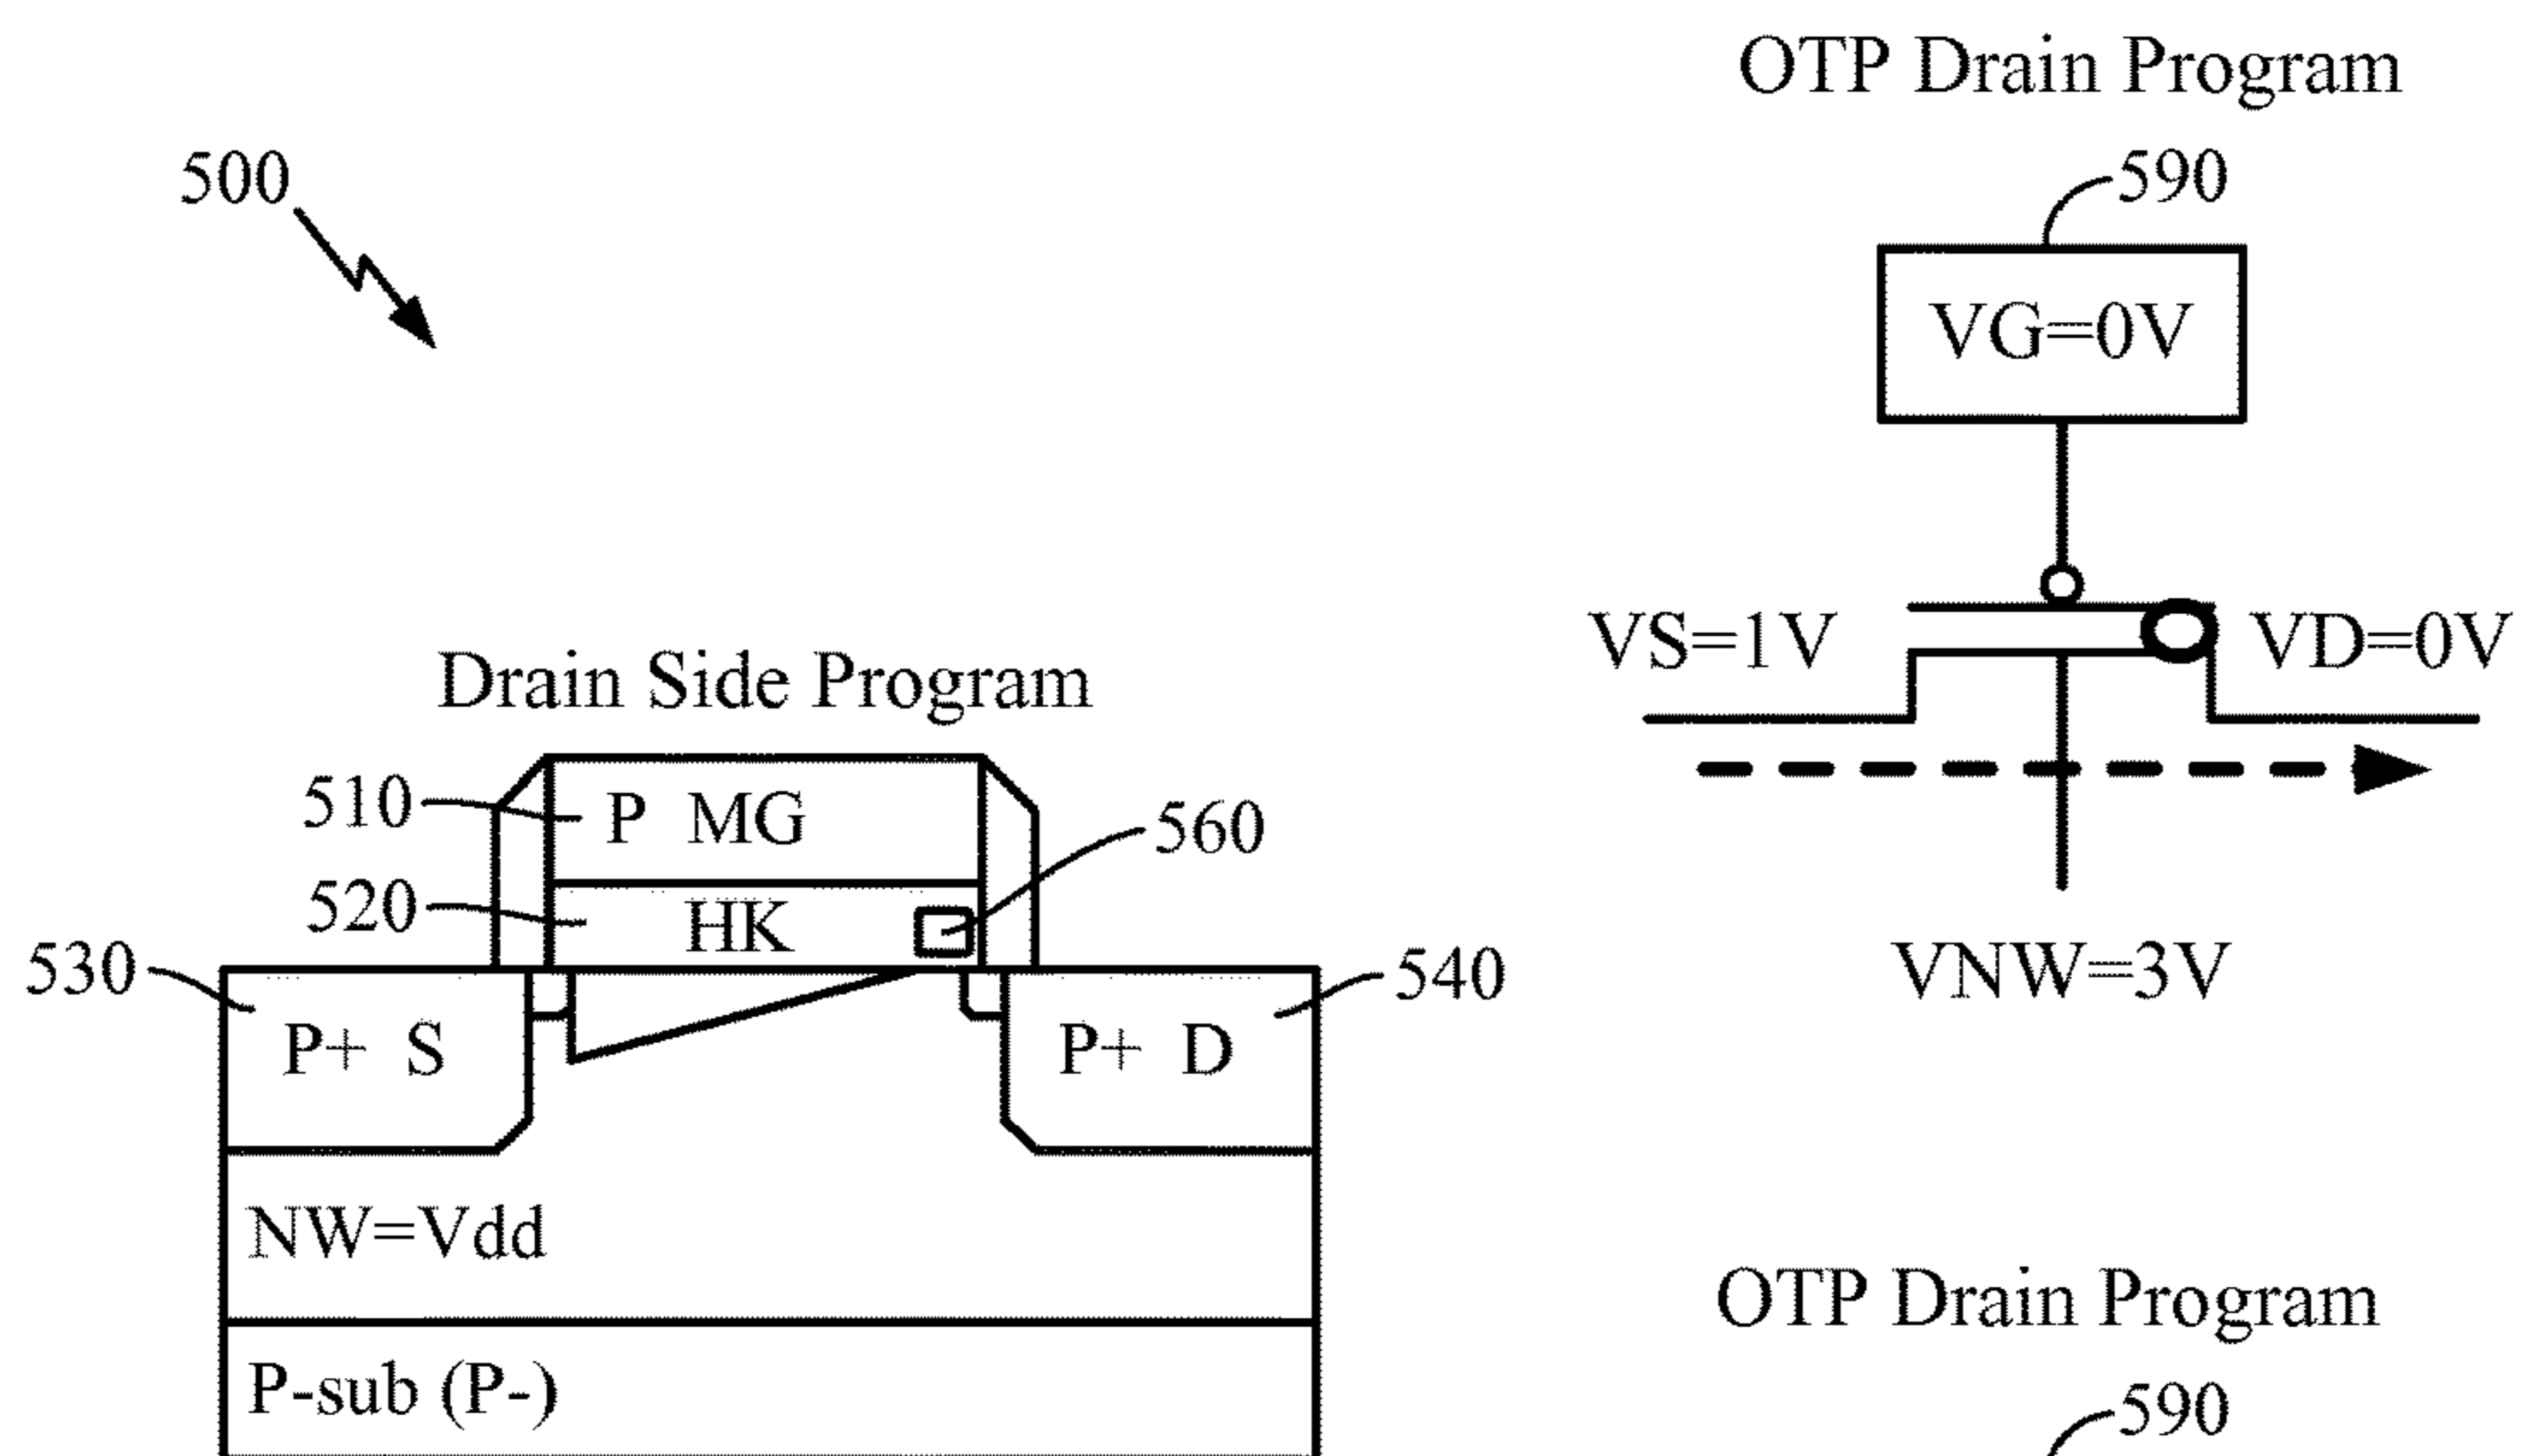 OTP Drain Program
590
500
VG=0V
VS=1V
VD=0V
Drain Side Program
510
P MG
560
520
HK
VNW=3V
530
540
P+ S
P+ D
NW=Vdd
OTP Drain Program
P-sub (P-)
590